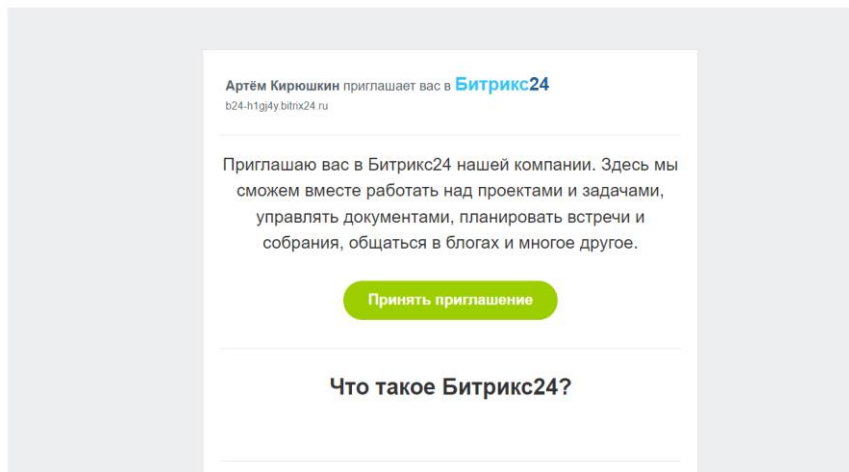 Артём Кирюшкин приглашает вас в Битрикс24
b24-h1gj4y.bitrix24.ru
Приглашаю вас в Битрикс24 нашей компании. Здесь мы
сможем вместе работать над проектами и задачами,
управлять документами, планировать встречи и
собрания, общаться в блогах и многое другое.
Принять приглашение
Что такое Битрикс24?